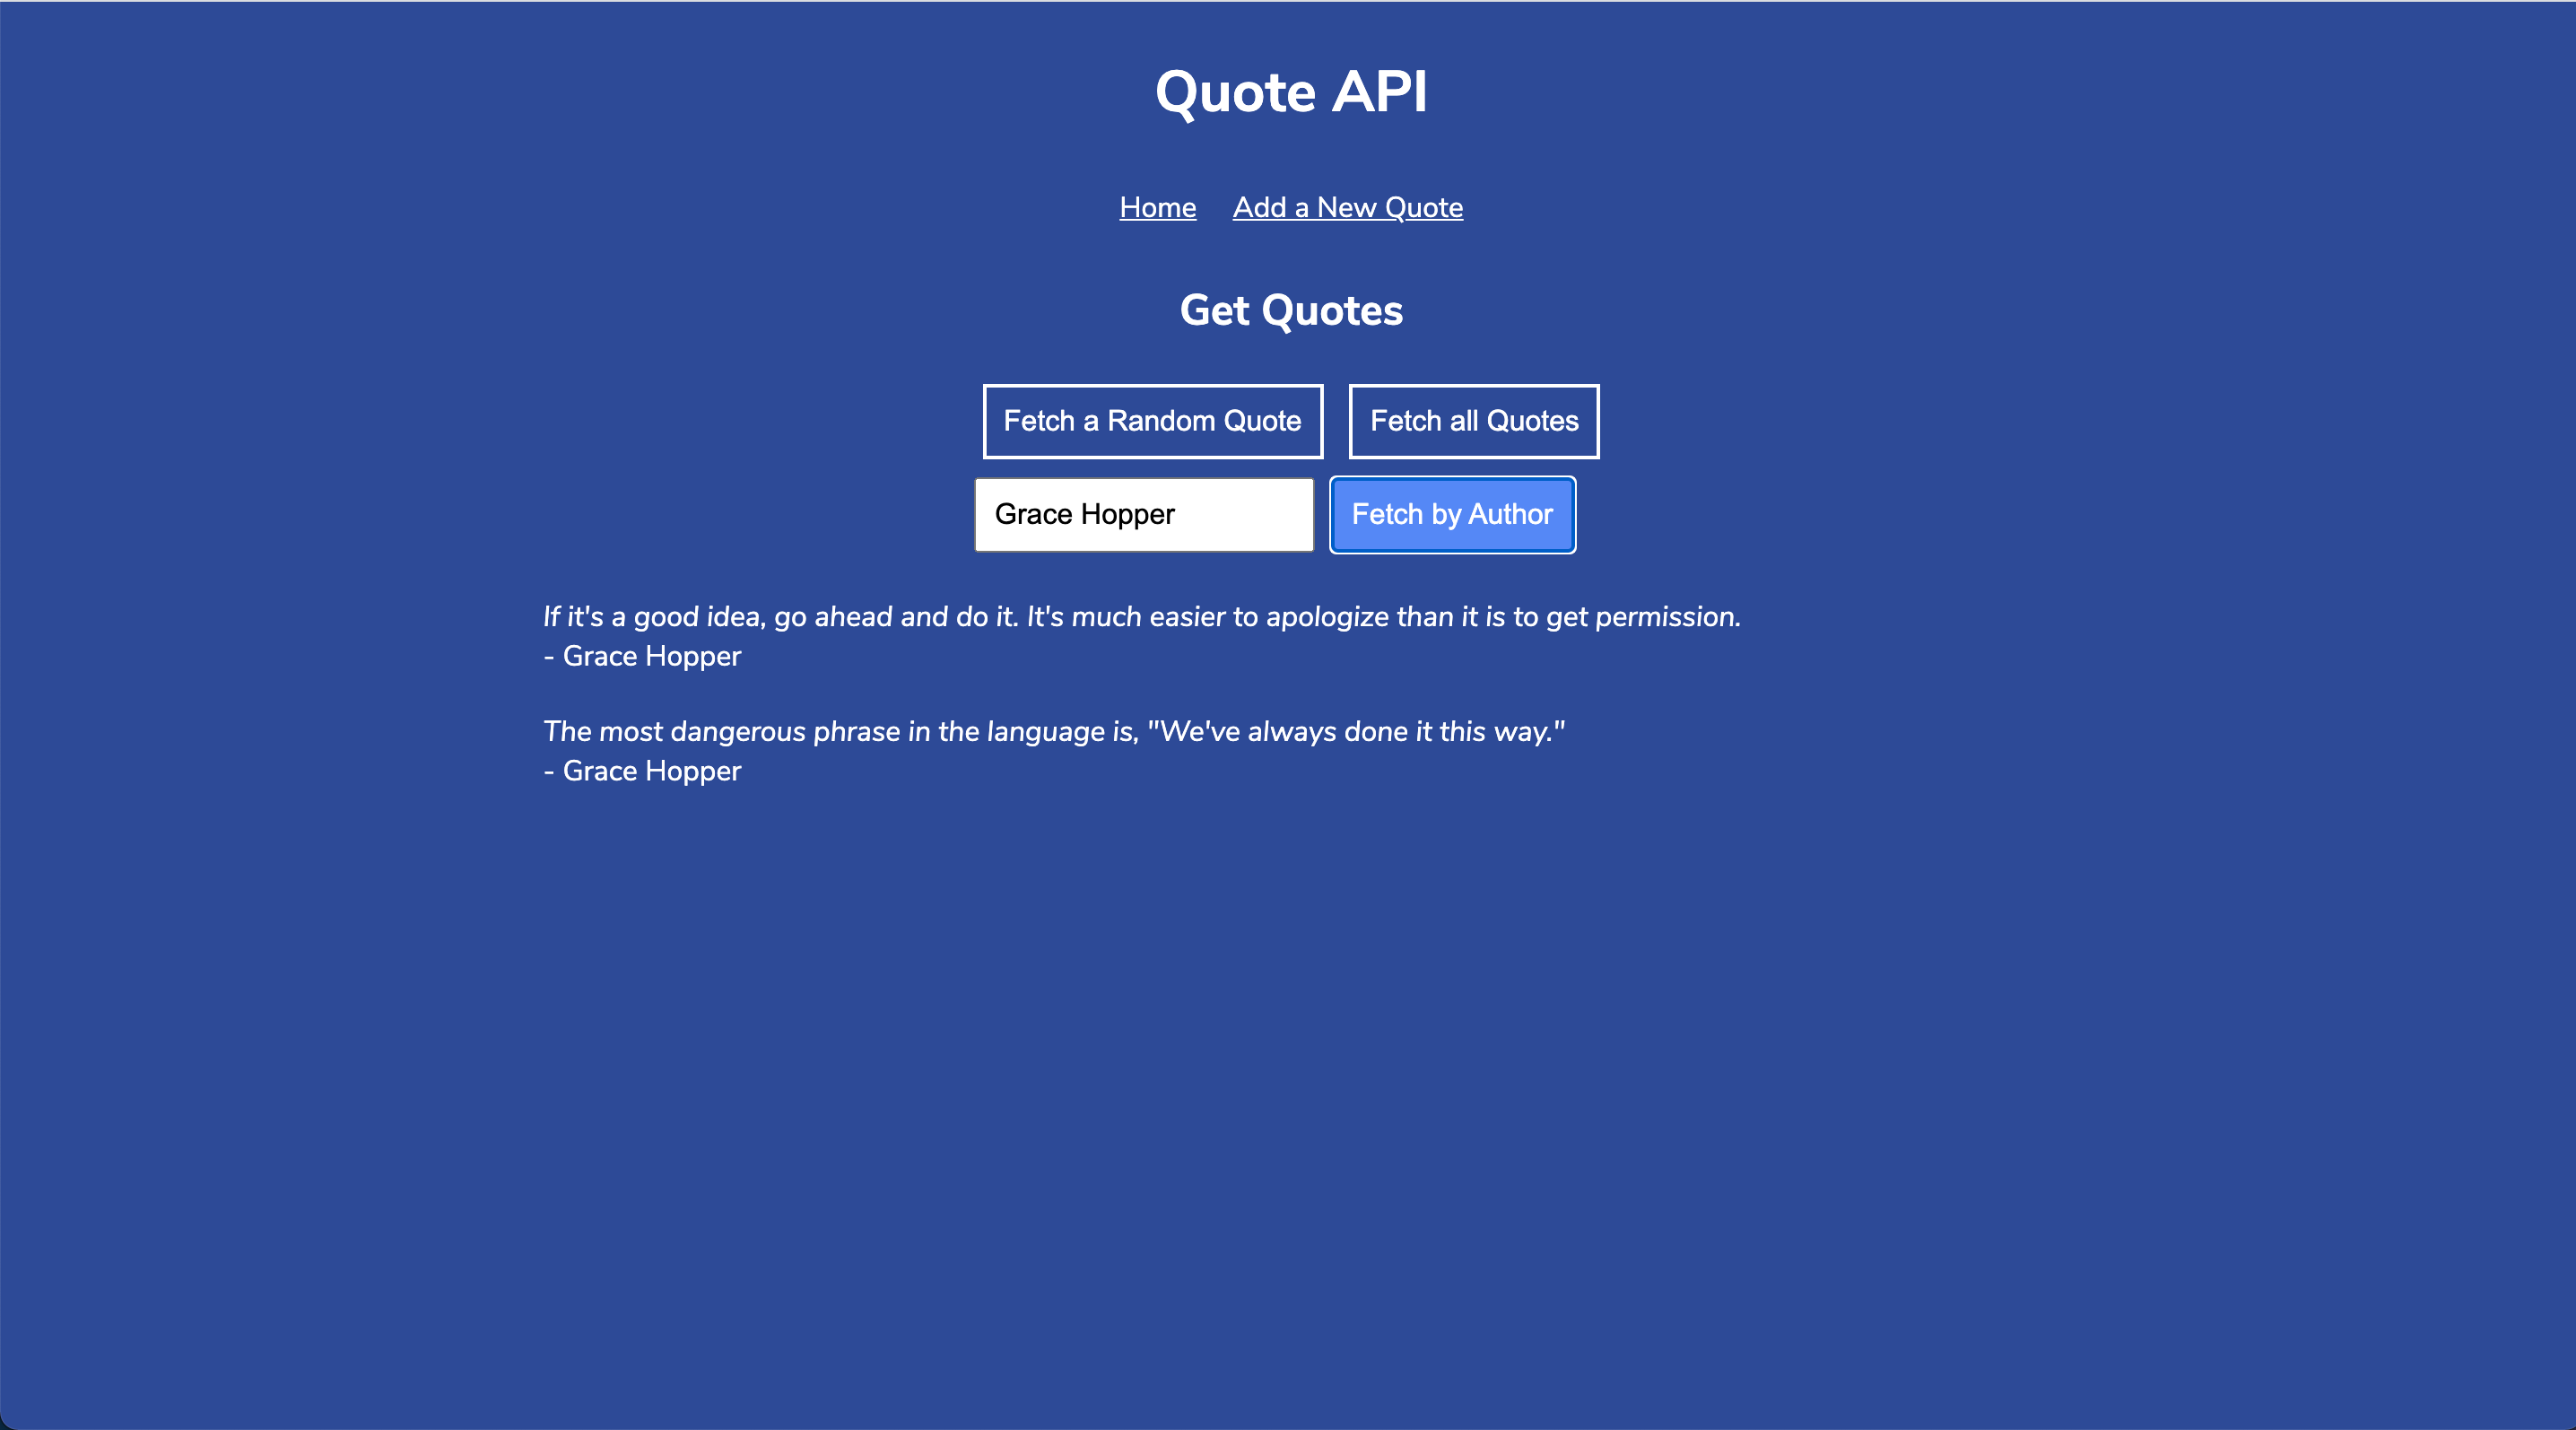 Quote API
Home Add a New Quote
Get Quotes
Fetch a Random Quote Fetch all Quotes
Grace Hopper Fetch by Author
If it's a good idea, go ahead and do it. It's much easier to apologize than it is to get permission.
- Grace Hopper
The most dangerous phrase in the language is, "We've always done it this way."
- Grace Hopper